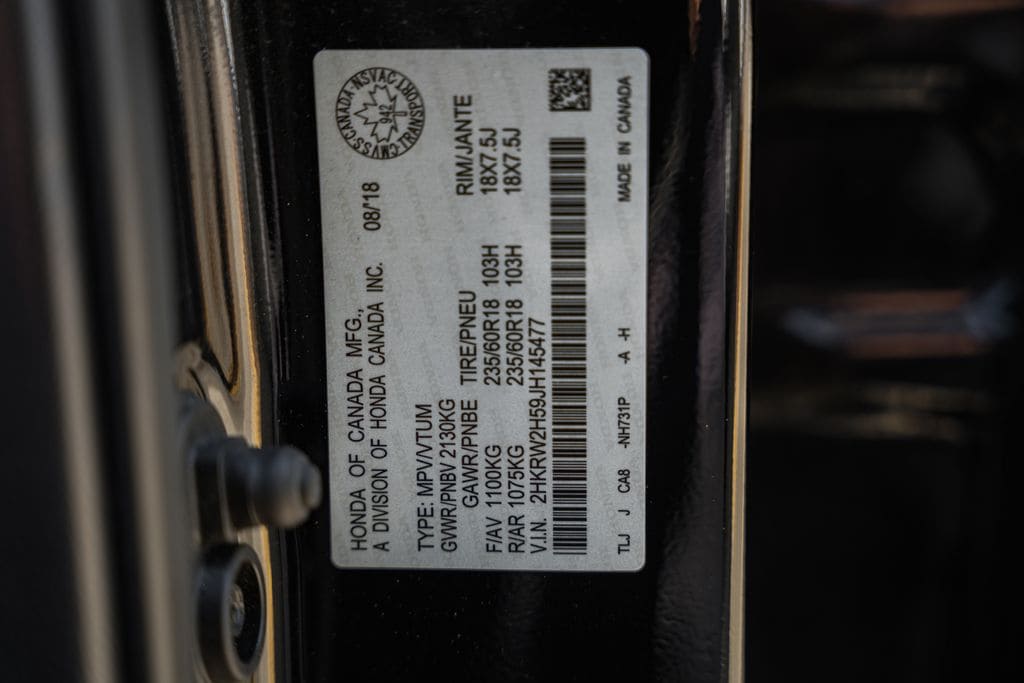 HONDA OF CANADA MFG.,
A DIVISION OF HONDA CANADA INC. 08/'18
CANADA·NSVAC·TRANSPORT·CMVSS·
942
TYPE: MPV/VTUM
GVWR/PNBV 2130KG
GAWR/PNBE TIRE/PNEU RIM/JANTE
F/AV 1100KG 235/60R18 103H 18X7.5J
R/AR 1075KG 235/60R18 103H 18X7.5J
V.I.N. 2HKRW2H59JH145477
TLJ J CA8 -NH731P -A -H MADE IN CANADA